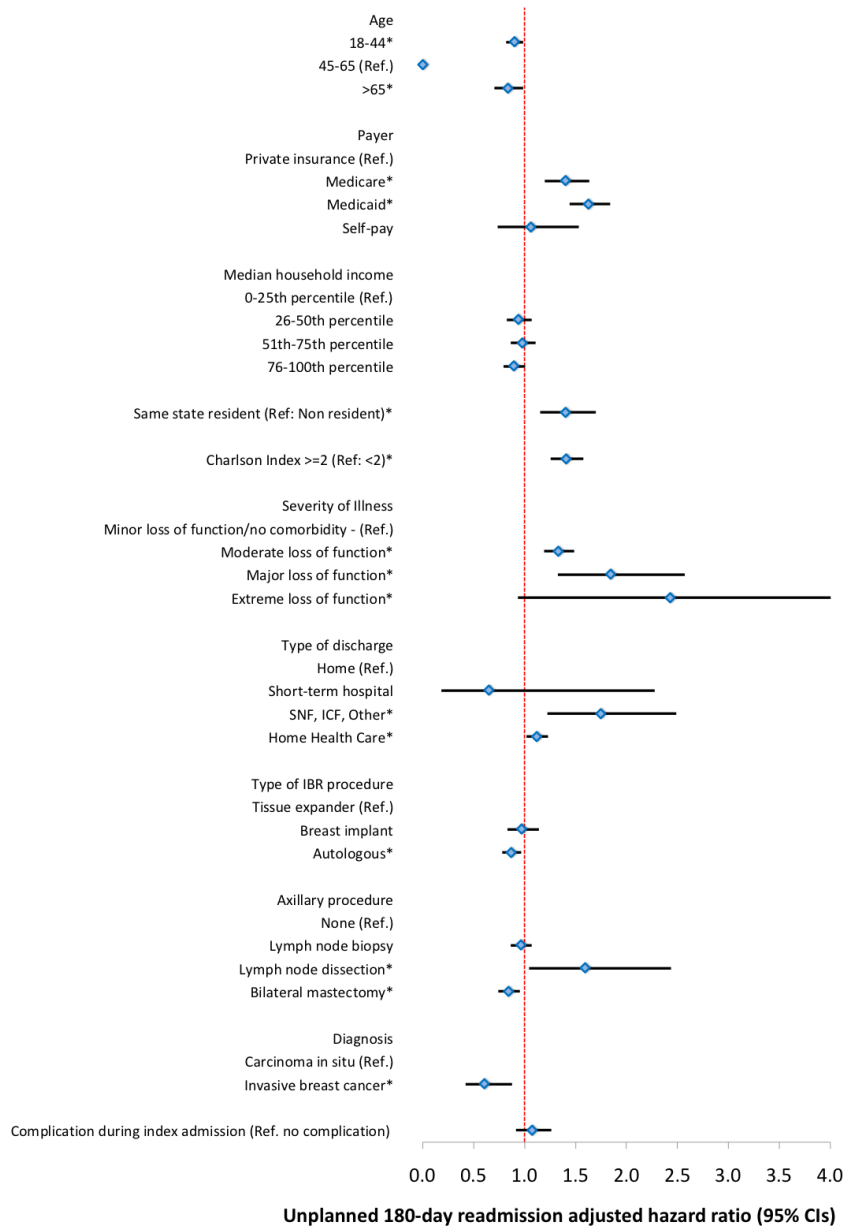 Age
18-44*
45-65 (Ref.)
>65*
Payer
Private insurance (Ref.)
Medicare*
Medicaid*
Self-pay
Median household income
0-25th percentile (Ref.)
26-50th percentile
51th-75th percentile
76-100th percentile
Same state resident (Ref: Non resident)*
Charlson Index >=2 (Ref: <2)*
Severity of Illness
Minor loss of function/no comorbidity - (Ref.)
Moderate loss of function*
Major loss of function*
Extreme loss of function*
Type of discharge
Home (Ref.)
Short-term hospital
SNF, ICF, Other*
Home Health Care*
Type of IBR procedure
Tissue expander (Ref.)
Breast implant
Autologous*
Axillary procedure
None (Ref.)
Lymph node biopsy
Lymph node dissection*
Bilateral mastectomy*
Diagnosis
Carcinoma in situ (Ref.)
Invasive breast cancer*
Complication during index admission (Ref. no complication)
0.0 0.5 1.0 1.5 2.0 2.5 3.0 3.5 4.0
Unplanned 180-day readmission adjusted hazard ratio (95% CIs)